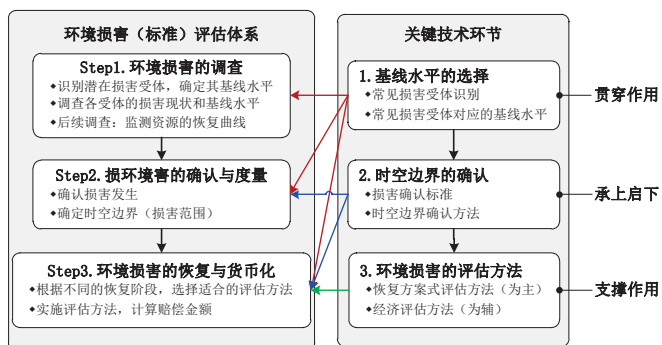 环境损害（标准）评估体系
Step1.环境损害的调查
◆识别潜在损害受体，确定其基线水平
◆调查各受体的损害现状和基线水平
◆后续调查：监测资源的恢复曲线
Step2.损环境害的确认与度量
◆确认损害发生
◆确定时空边界（损害范围）
Step3.环境损害的恢复与货币化
◆根据不同的恢复阶段，选择适合的评估方法
◆实施评估方法，计算赔偿金额
关键技术环节
1.基线水平的选择
◆常见损害受体识别
◆常见损害受体对应的基线水平
2.时空边界的确认
◆损害确认标准
◆时空边界确认方法
3.环境损害的评估方法
◆恢复方案式评估方法（为主）
◆经济评估方法（为辅）
贯穿作用
承上启下
支撑作用